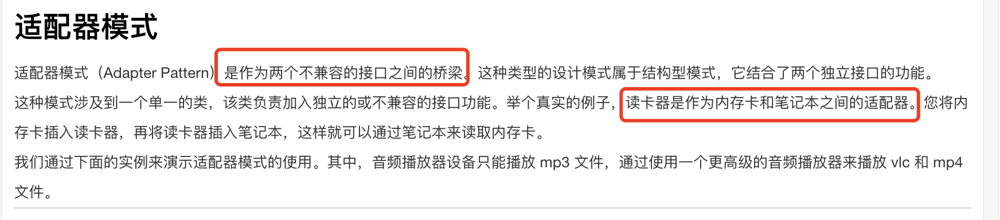 适配器模式
适配器模式（Adapter Pattern）是作为两个不兼容的接口之间的桥梁。这种类型的设计模式属于结构型模式，它结合了两个独立接口的功能。
这种模式涉及到一个单一的类，该类负责加入独立的或不兼容的接口功能。举个真实的例子，读卡器是作为内存卡和笔记本之间的适配器。您将内
存卡插入读卡器，再将读卡器插入笔记本，这样就可以通过笔记本来读取内存卡。
我们通过下面的实例来演示适配器模式的使用。其中，音频播放器设备只能播放 mp3 文件，通过使用一个更高级的音频播放器来播放 vlc 和 mp4
文件。